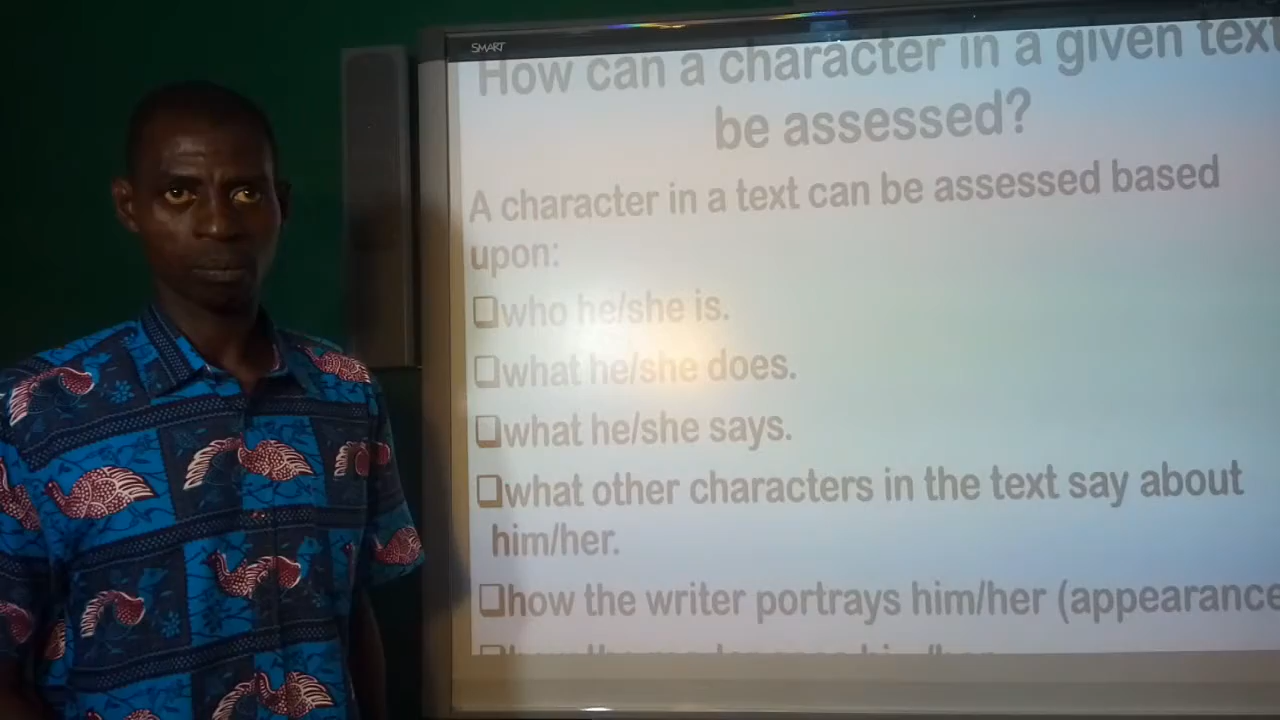 SMART
How can a character in a given text
be assessed?
A character in a text can be assessed based
upon:
who he/she is.
what he/she does.
what he/she says.
what other characters in the text say about
him/her.
how the writer portrays him/her (appearance